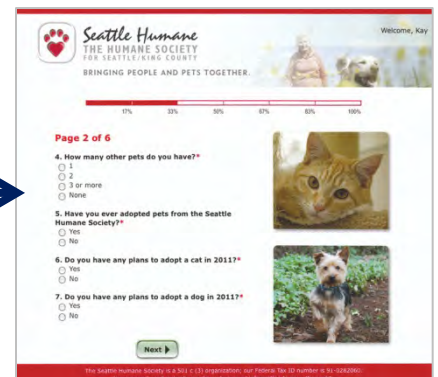 Seattle Humane
THE HUMANE SOCIETY
FOR SEATTLE/KING COUNTY
BRINGING PEOPLE AND PETS TOGETHER.
Welcome, Kay
17% 33% 50% 67% 83% 100%
Page 2 of 6
4. How many other pets do you have?*
1
2
3 or more
None
5. Have you ever adopted pets from the Seattle
Humane Society?*
Yes
No
6. Do you have any plans to adopt a cat in 2011?*
Yes
No
7. Do you have any plans to adopt a dog in 2011?*
Yes
No
Next
The Seattle Humane Society is a 501 c (3) organization; our Federal Tax ID number is 91-0282060.